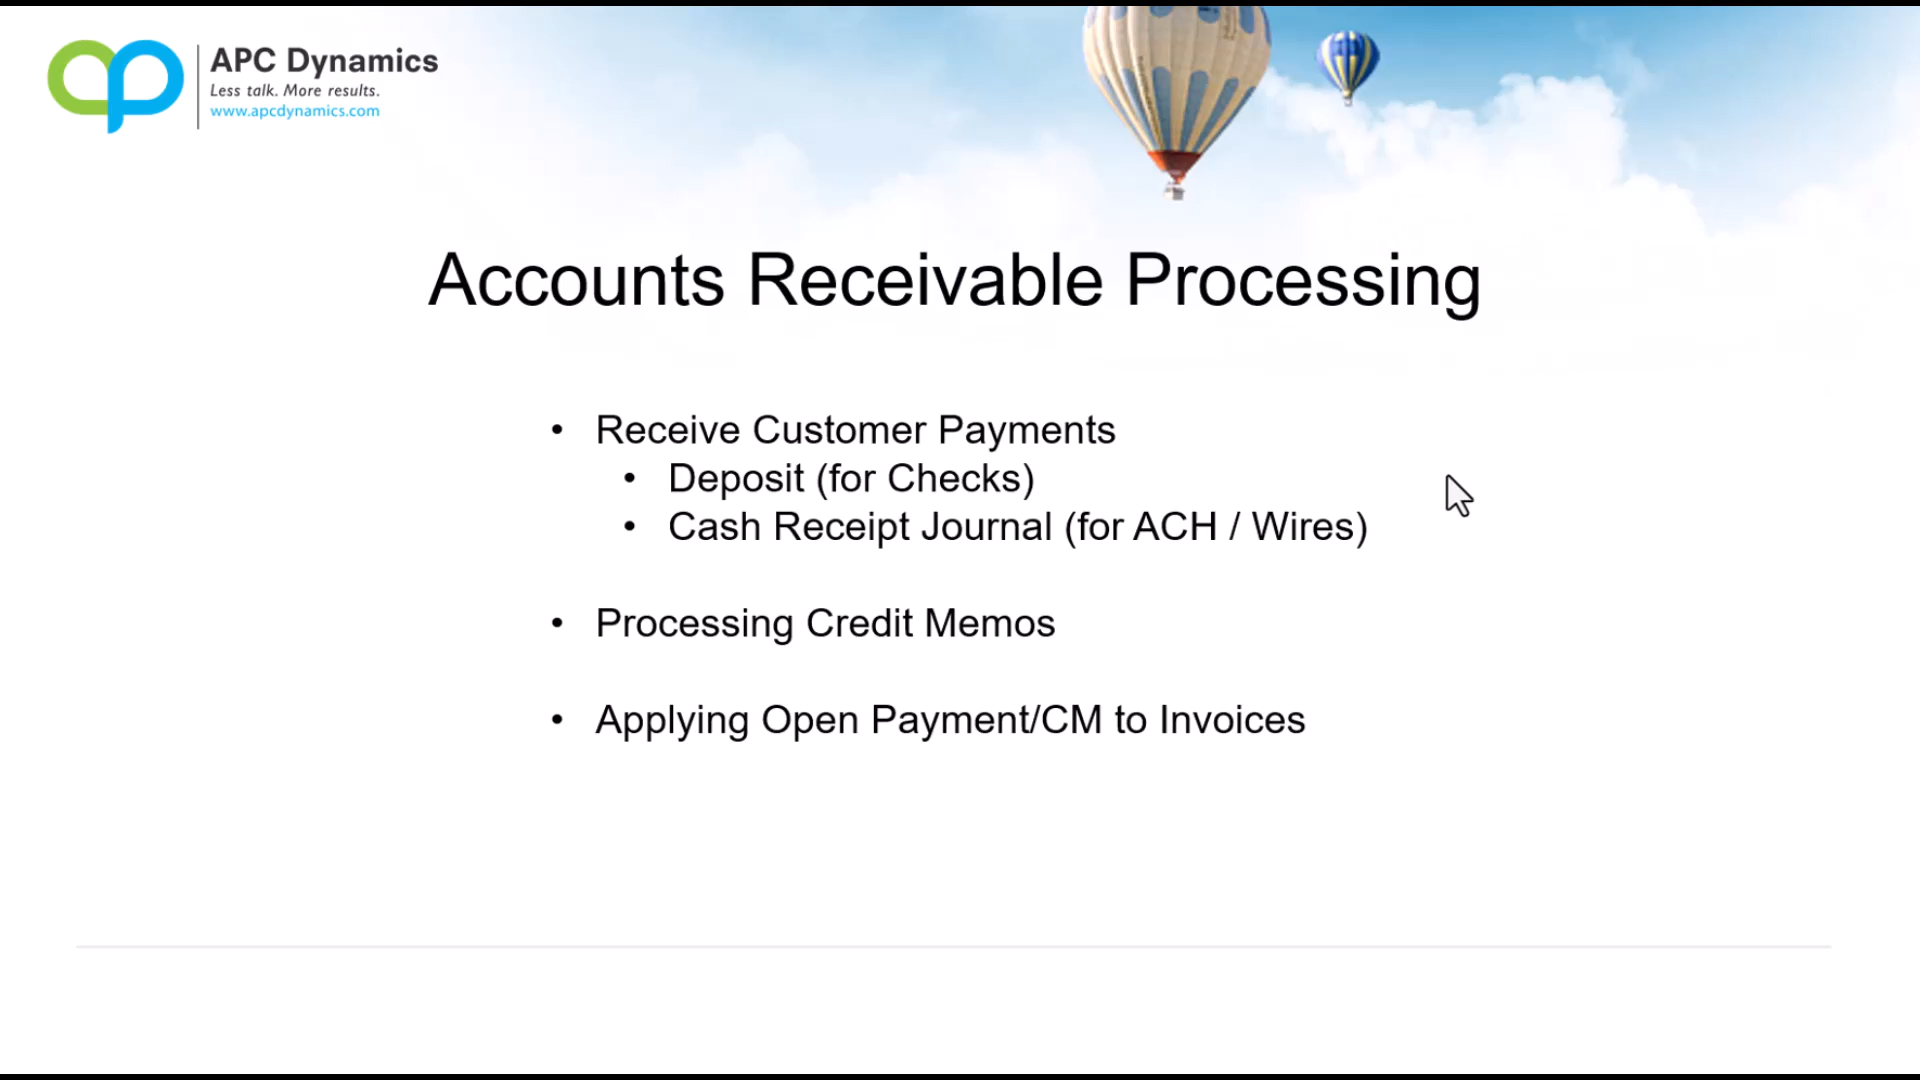 APC Dynamics
Less talk. More results.
www.apcdynamics.com
Accounts Receivable Processing
• Receive Customer Payments
• Deposit (for Checks)
• Cash Receipt Journal (for ACH / Wires)
• Processing Credit Memos
• Applying Open Payment/CM to Invoices